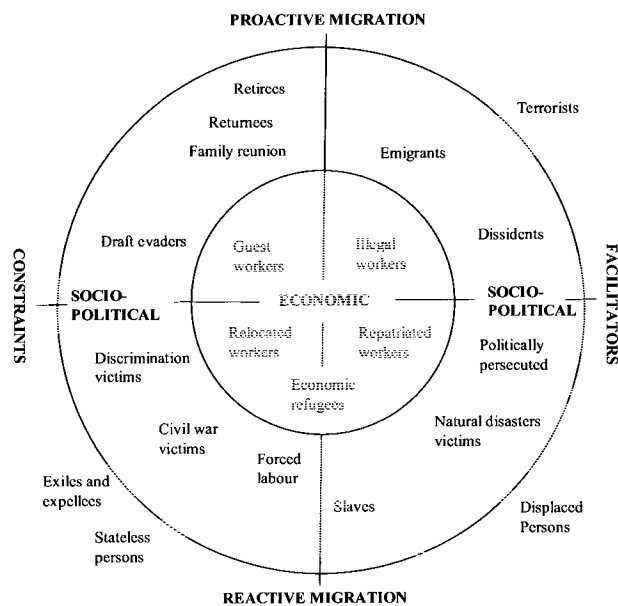 PROACTIVE MIGRATION
Retirees
Terrorists
Returnees
Family reunion
Emigrants
Draft evaders
Guest
workers
Illegal
workers
Dissidents
CONSTRAINTS
SOCIO-
POLITICAL
ECONOMIC
SOCIO-
POLITICAL
FACILITATORS
Discrimination
victims
Relocated
workers
Repatriated
workers
Politically
persecuted
Economic
refugees
Civil war
victims
Natural disasters
victims
Forced
labour
Exiles and
expellees
Slaves
Displaced
Persons
Stateless
persons
REACTIVE MIGRATION